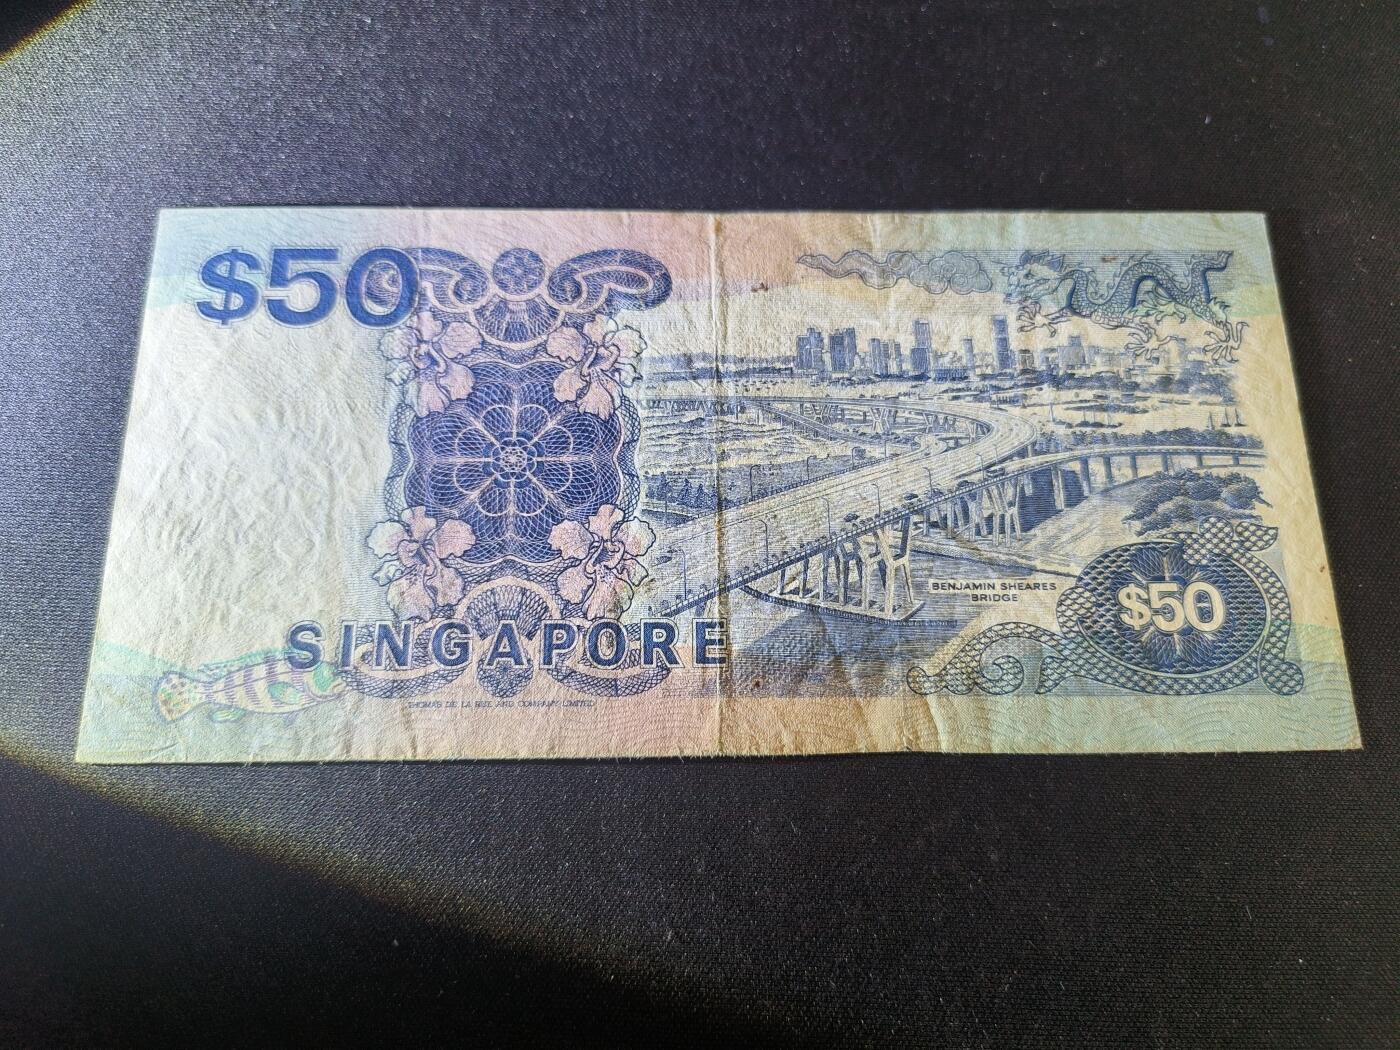 $50
BENJAMIN SHEARES
BRIDGE
$50
SINGAPORE
THOMAS DE LA RUE AND COMPANY LIMITED